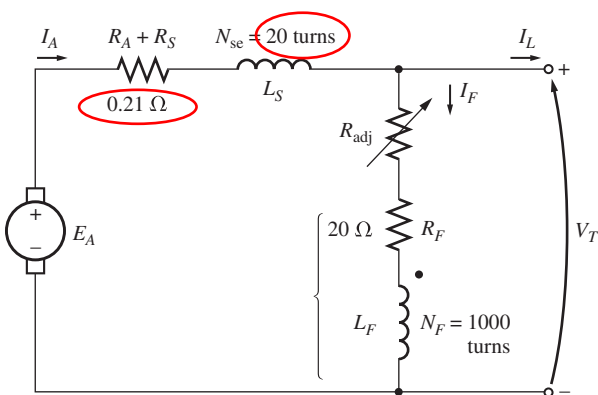 I_A
R_A + R_S
N_se = 20 turns
I_L
+
0.21 Ω
L_S
I_F
R_adj
+
−
E_A
20 Ω
R_F
V_T
L_F
N_F = 1000
turns
−